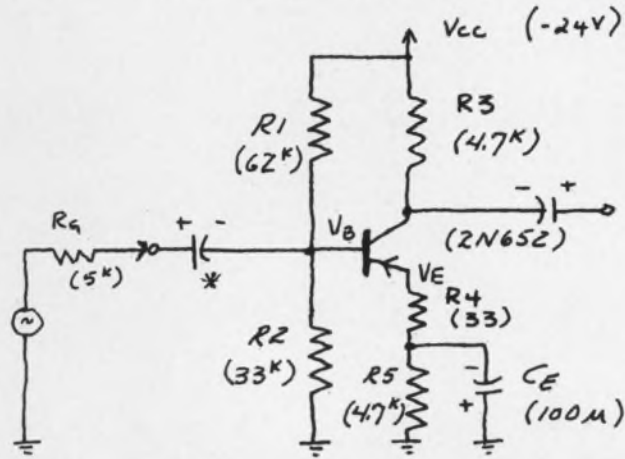 Vcc (-24V)
R1
(62K)
R3
(4.7K)
RG
(5K)
+ -
*
VB
- +
(2N652)
VE
R4
(33)
R2
(33K)
R5
(4.7K)
-
+
CE
(100M)
~